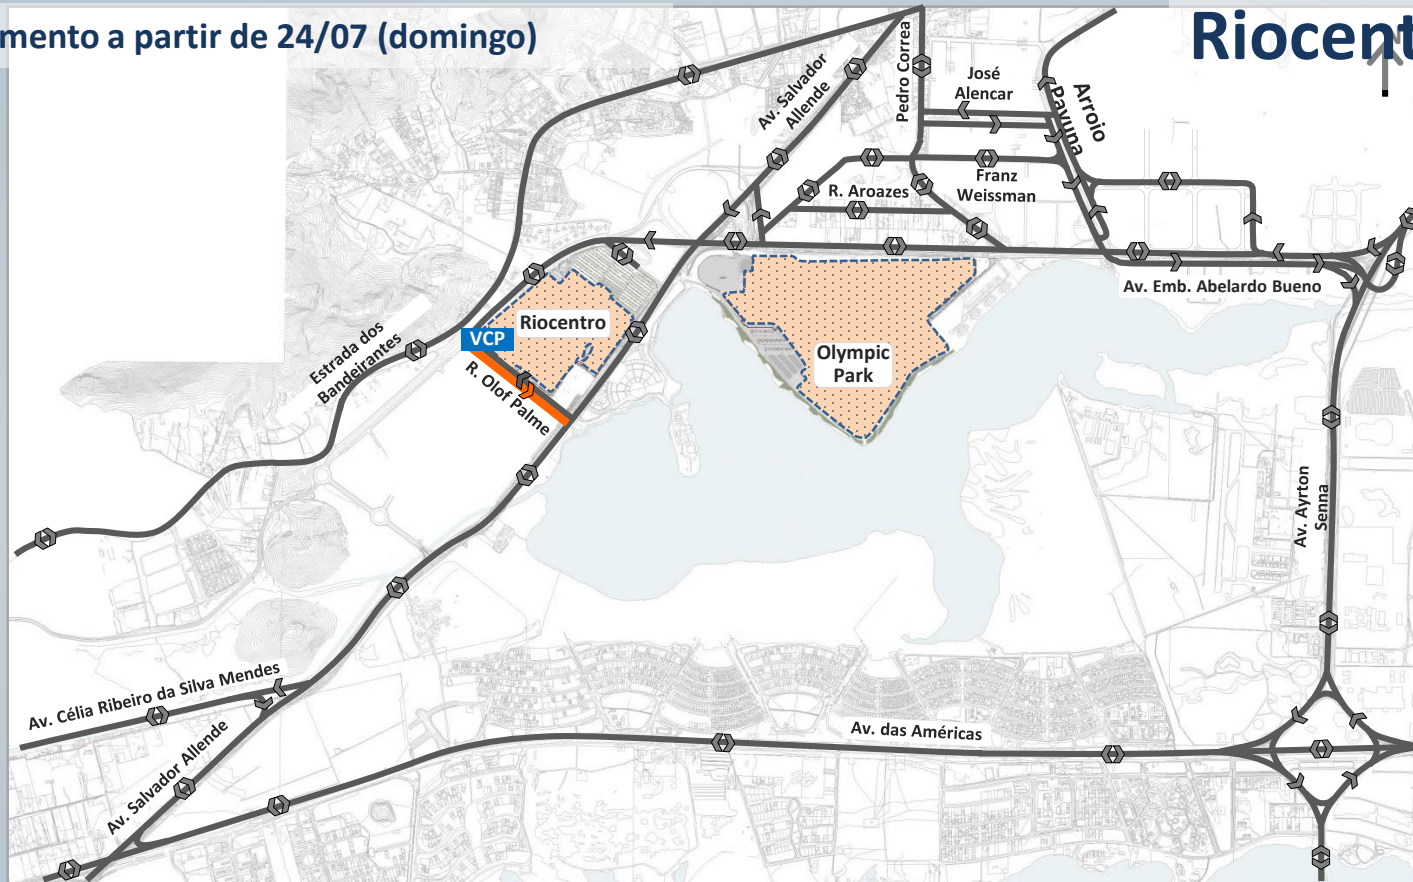 mento a partir de 24/07 (domingo)
Riocent
Av. Salvador
Allende
Pedro Correa
José
Alencar
Arroio
Pavuna
Franz
Weissman
R. Aroazes
Av. Emb. Abelardo Bueno
Riocentro
VCP
Olympic
Park
Estrada dos
Bandeirantes
R. Olof Palme
Av. Ayrton
Senna
Av. Célia Ribeiro da Silva Mendes
Av. Salvador Allende
Av. das Américas